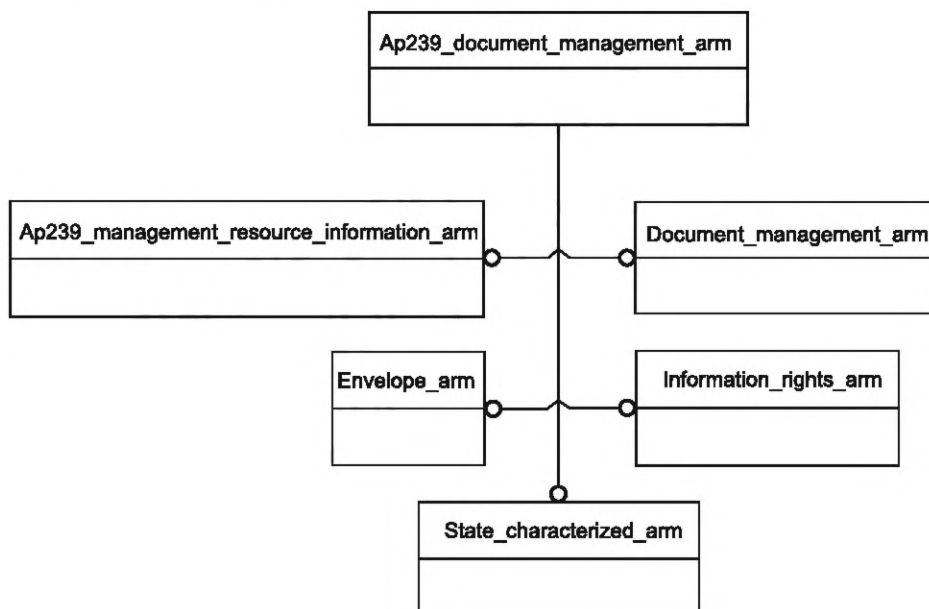 Ap239_document_management_arm
Ap239_management_resource_information_arm
Document_management_arm
Envelope_arm
Information_rights_arm
State_characterized_arm